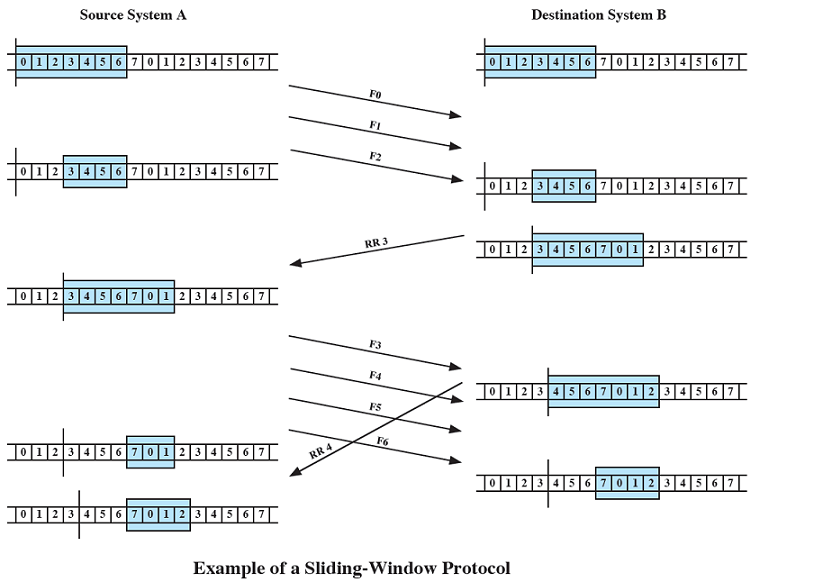 Source System A
Destination System B
0 1 2 3 4 5 6 7 0 1 2 3 4 5 6 7
0 1 2 3 4 5 6 7 0 1 2 3 4 5 6 7
F0
F1
F2
0 1 2 3 4 5 6 7 0 1 2 3 4 5 6 7
0 1 2 3 4 5 6 7 0 1 2 3 4 5 6 7
RR 3
0 1 2 3 4 5 6 7 0 1 2 3 4 5 6 7
0 1 2 3 4 5 6 7 0 1 2 3 4 5 6 7
F3
F4
F5
F6
RR 4
0 1 2 3 4 5 6 7 0 1 2 3 4 5 6 7
0 1 2 3 4 5 6 7 0 1 2 3 4 5 6 7
0 1 2 3 4 5 6 7 0 1 2 3 4 5 6 7
0 1 2 3 4 5 6 7 0 1 2 3 4 5 6 7
Example of a Sliding-Window Protocol